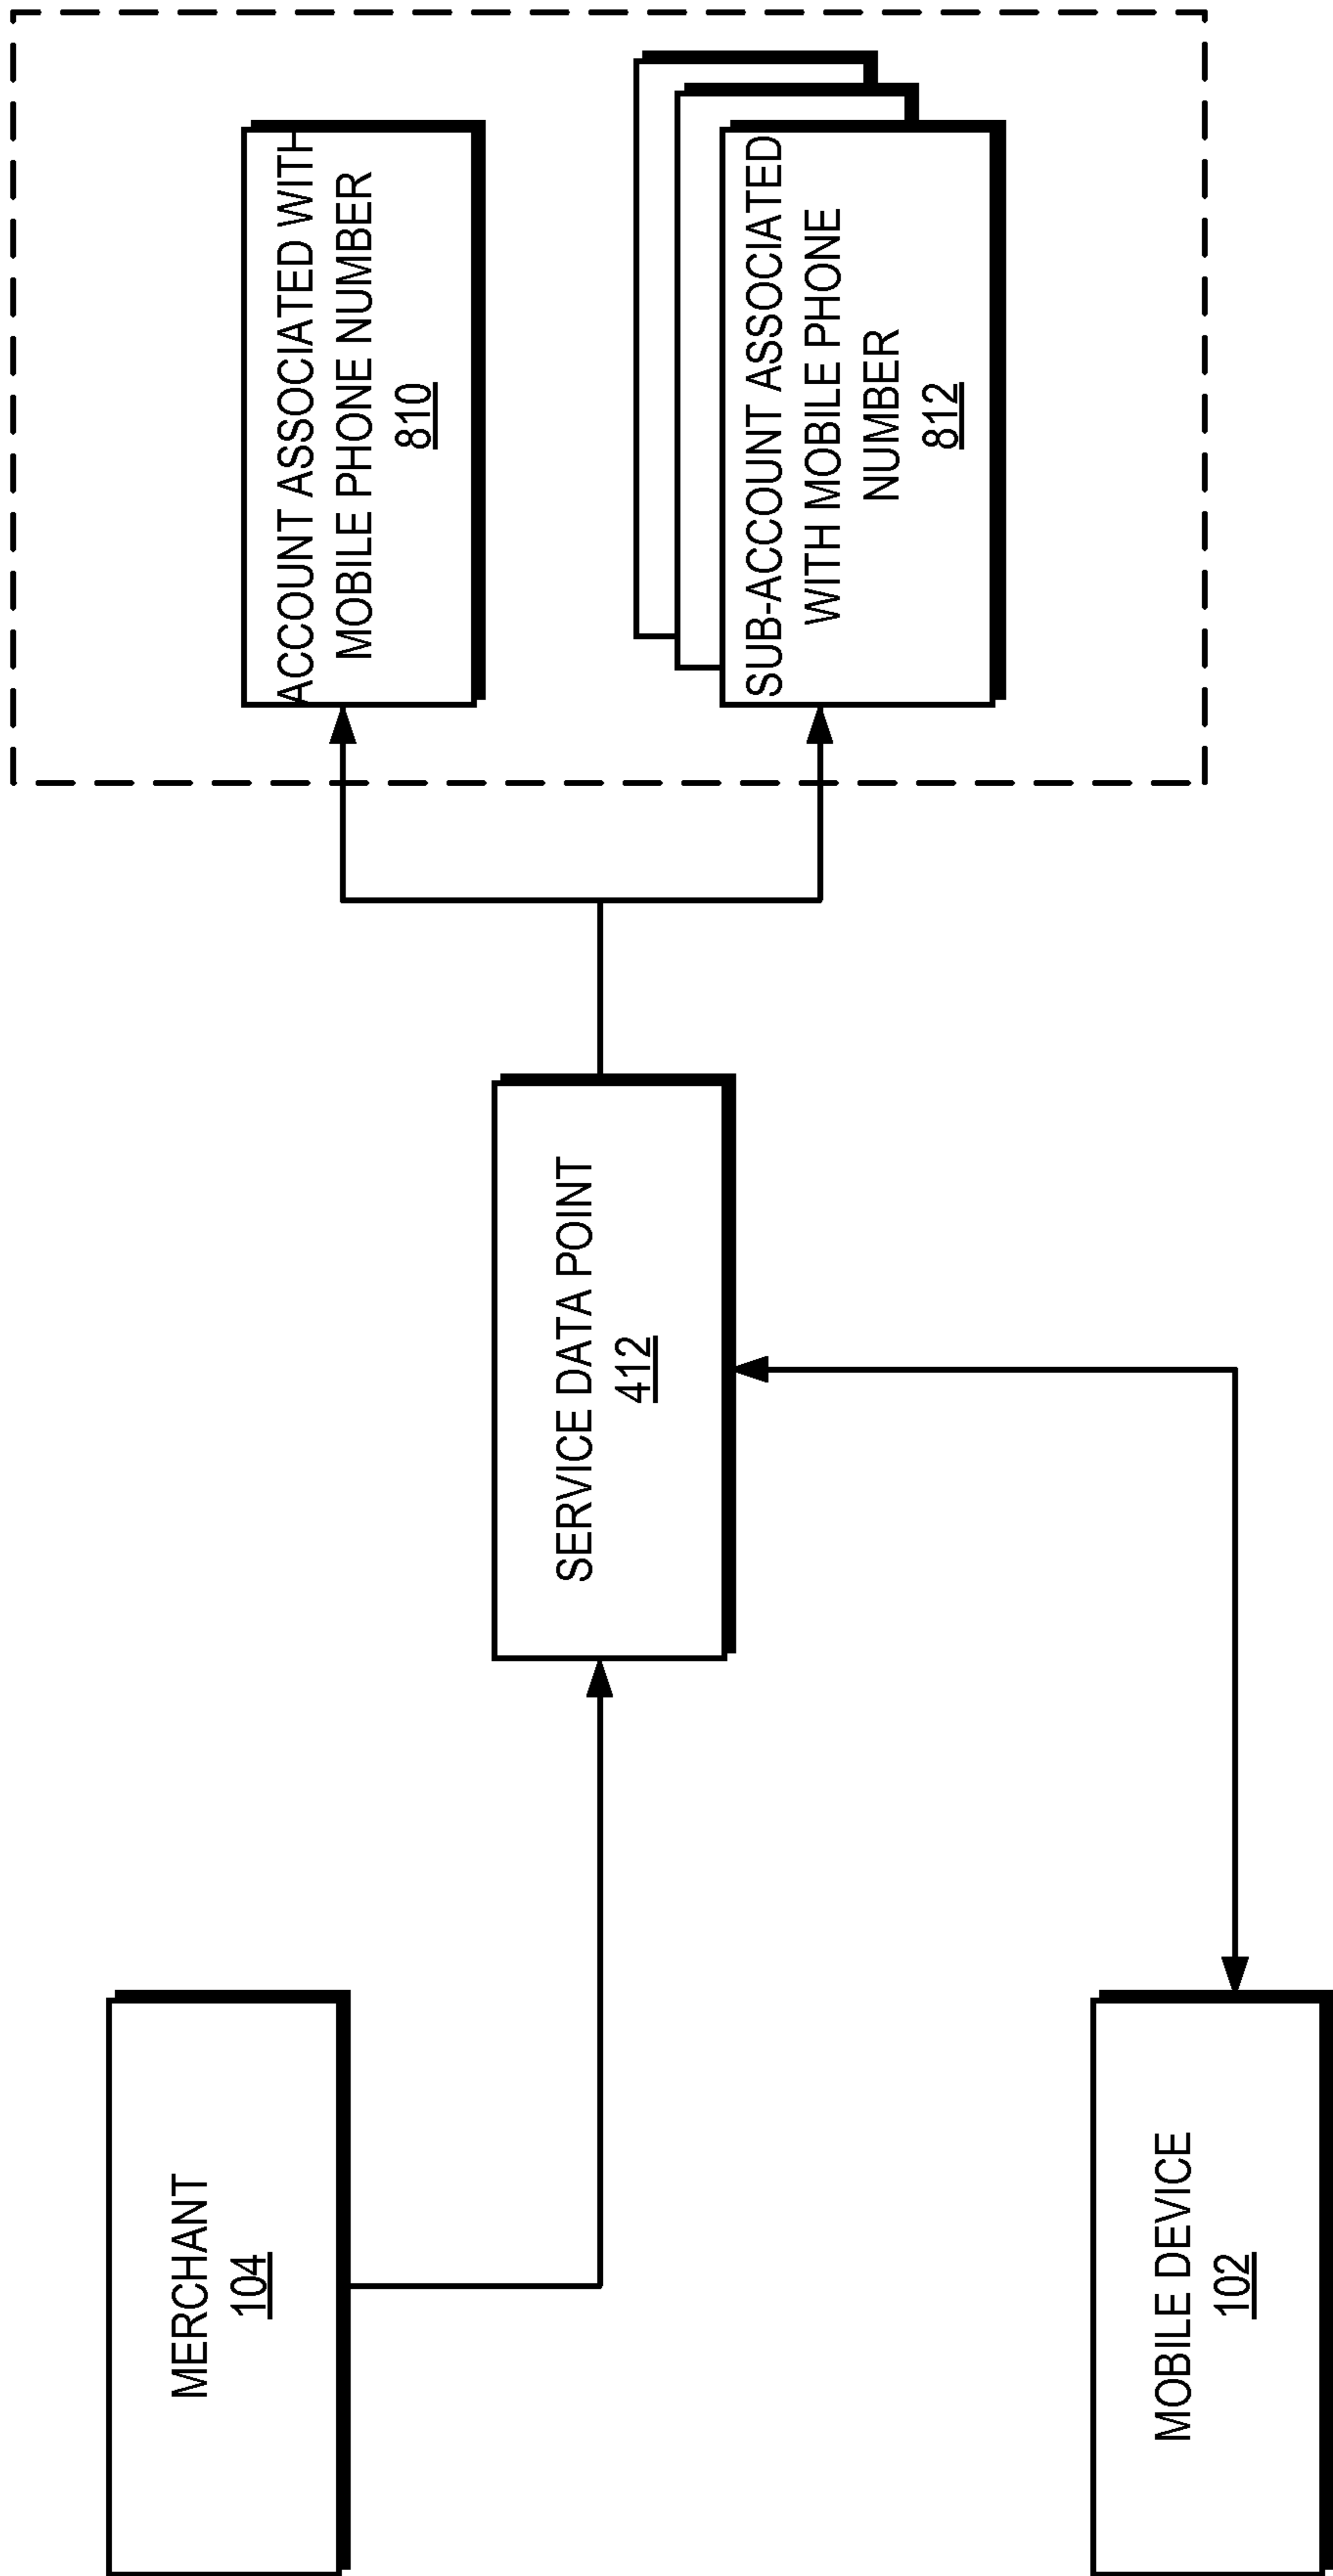 MERCHANT
104
MOBILE DEVICE
102
SERVICE DATA POINT
412
ACCOUNT ASSOCIATED WITH
MOBILE PHONE NUMBER
810
SUB-ACCOUNT ASSOCIATED
WITH MOBILE PHONE
NUMBER
812